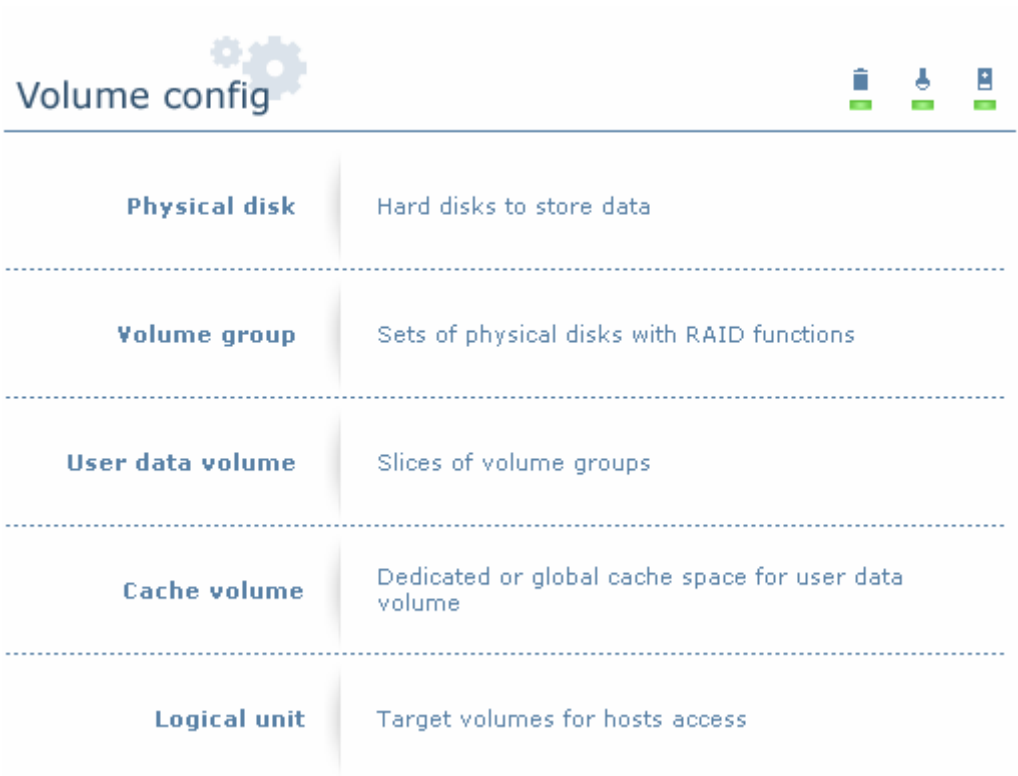 Volume config
Physical disk
Hard disks to store data
Volume group
Sets of physical disks with RAID functions
User data volume
Slices of volume groups
Cache volume
Dedicated or global cache space for user data
volume
Logical unit
Target volumes for hosts access